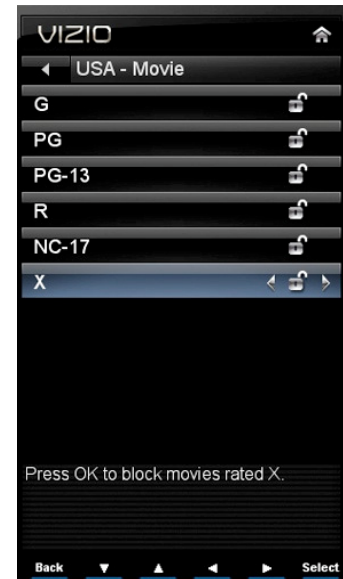 VIZIO
USA - Movie
G
PG
PG-13
R
NC-17
X
Press OK to block movies rated X.
Back Select